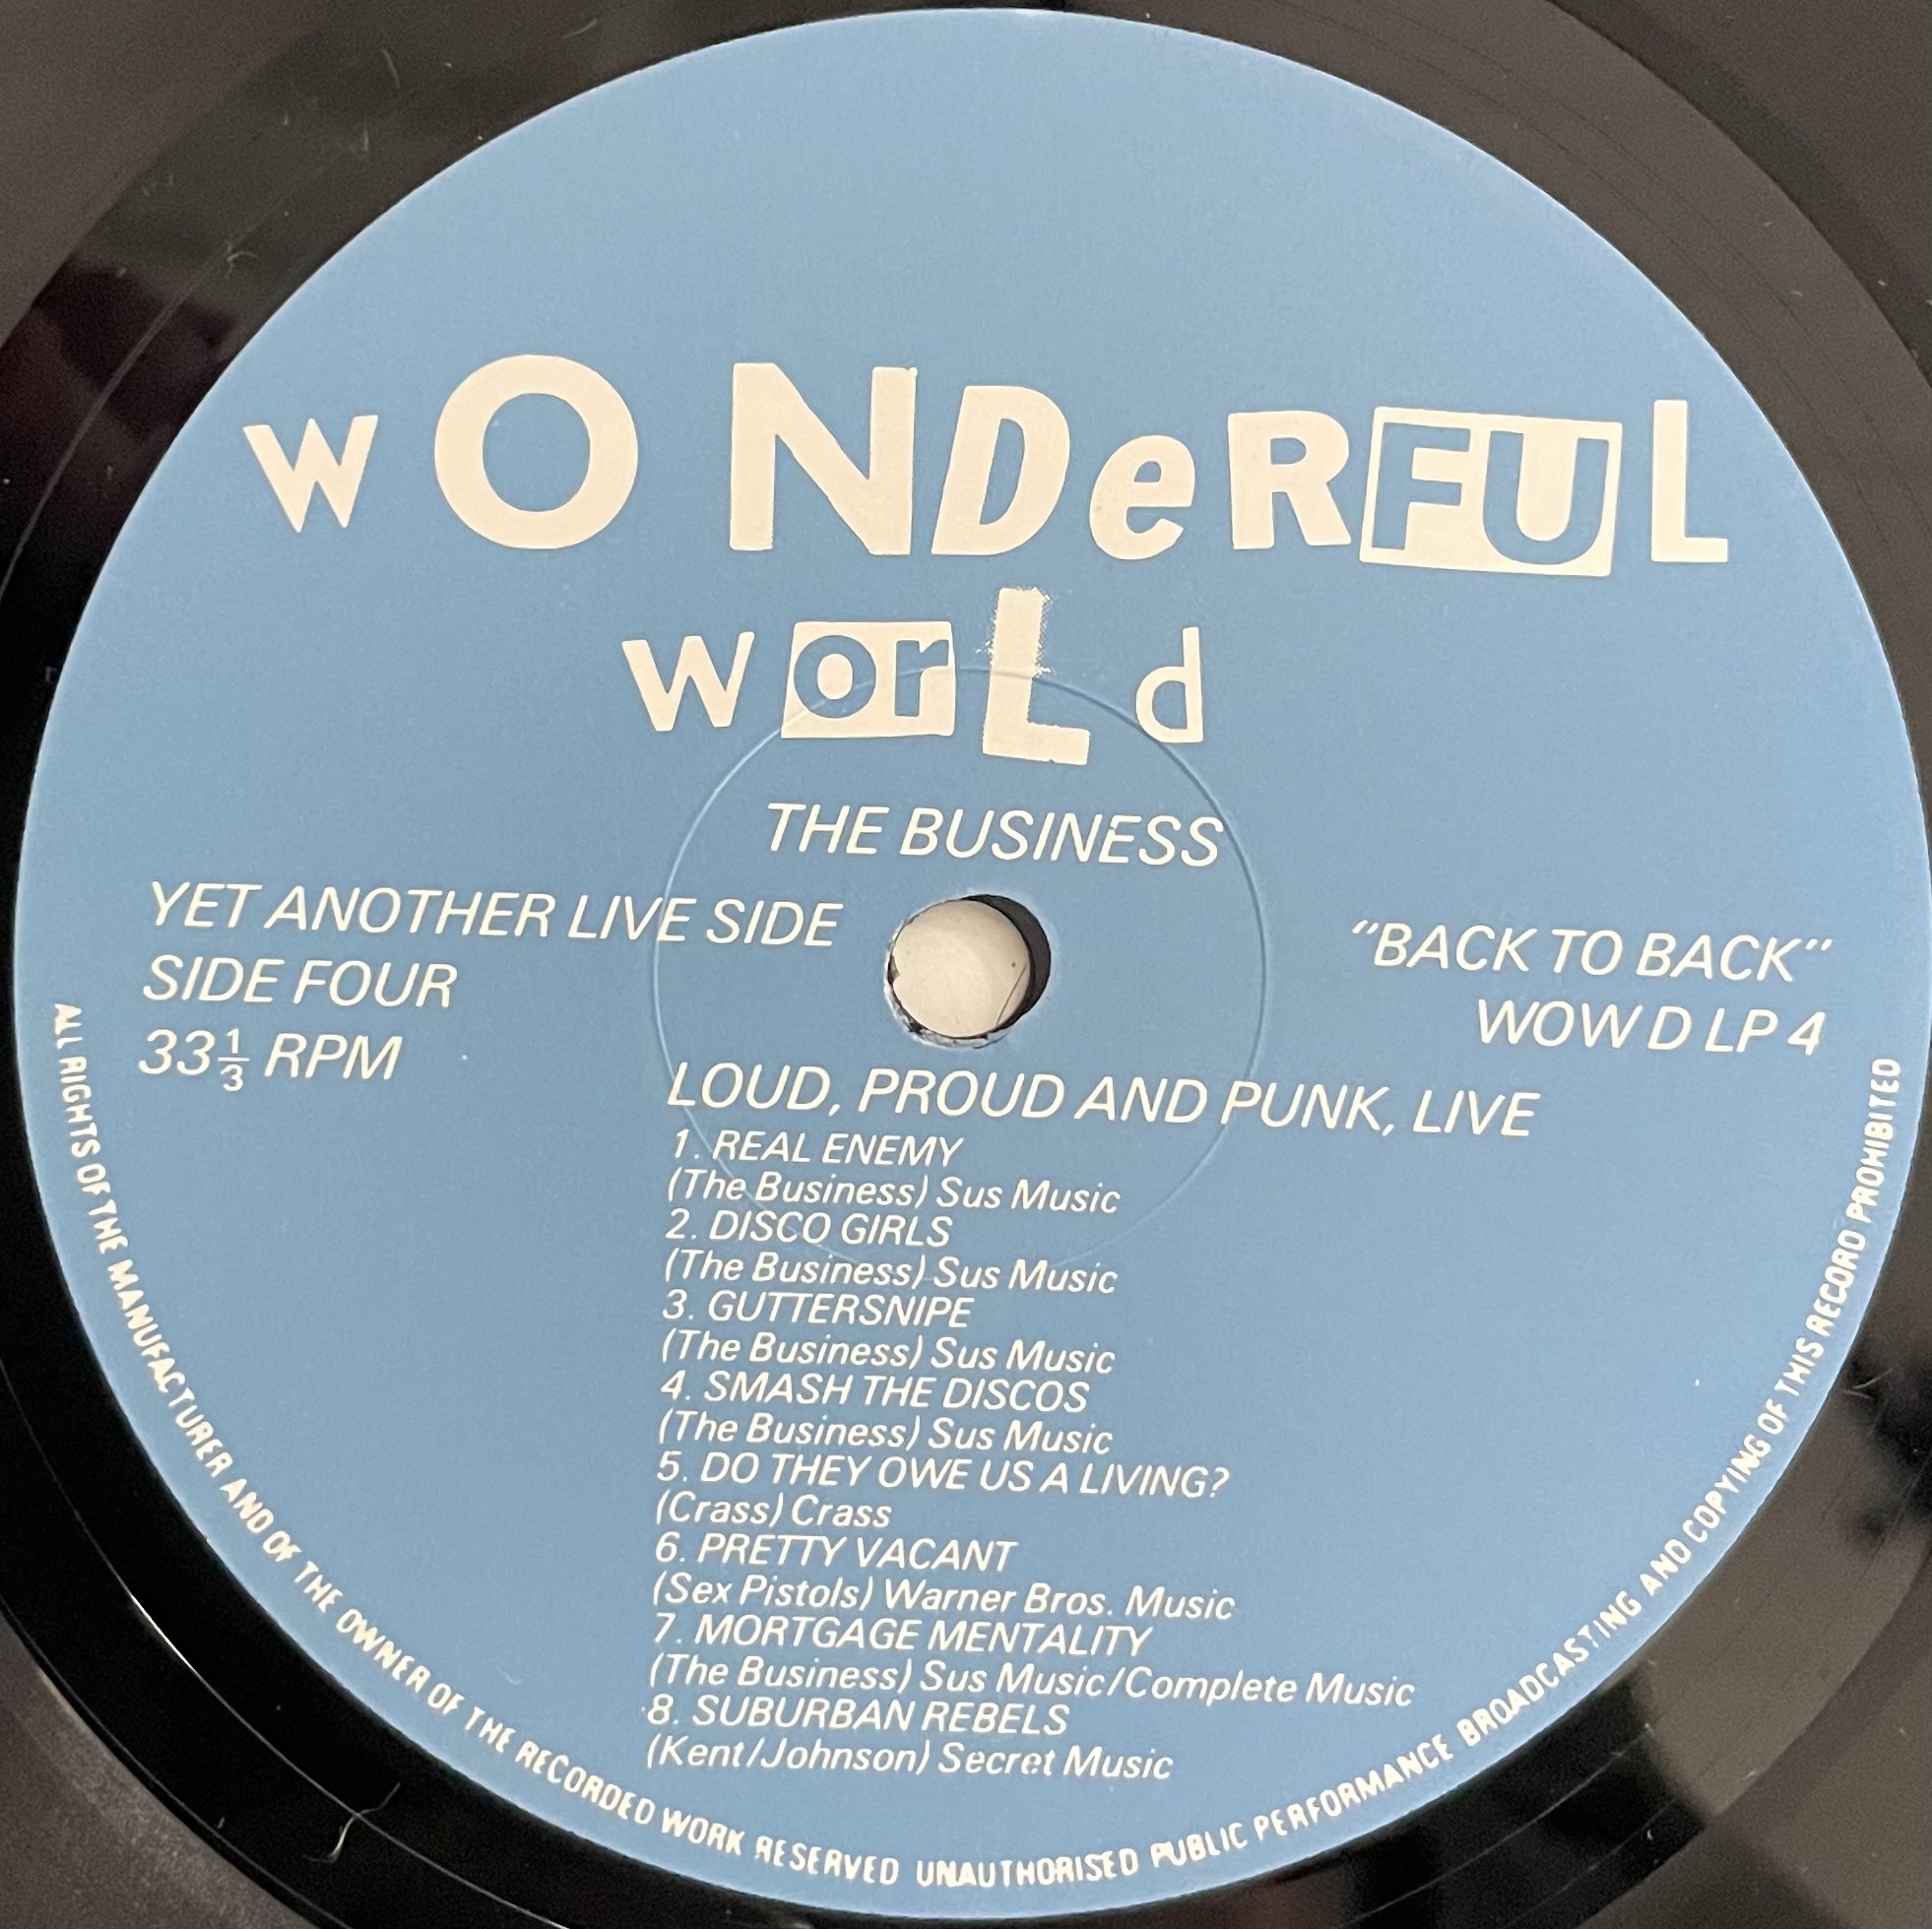 wONDeRFUL
worLd
THE BUSINESS
YET ANOTHER LIVE SIDE
SIDE FOUR
33⅓ RPM
"BACK TO BACK"
WOW D LP 4
LOUD, PROUD AND PUNK, LIVE
1. REAL ENEMY
(The Business) Sus Music
2. DISCO GIRLS
(The Business) Sus Music
3. GUTTERSNIPE
(The Business) Sus Music
4. SMASH THE DISCOS
(The Business) Sus Music
5. DO THEY OWE US A LIVING?
(Crass) Crass
6. PRETTY VACANT
(Sex Pistols) Warner Bros. Music
7. MORTGAGE MENTALITY
(The Business) Sus Music/Complete Music
8. SUBURBAN REBELS
(Kent/Johnson) Secret Music
ALL RIGHTS OF THE MANUFACTURER AND OF THE OWNER OF THE RECORDED WORK RESERVED UNAUTHORISED PUBLIC PERFORMANCE BROADCASTING AND COPYING OF THIS RECORD PROHIBITED